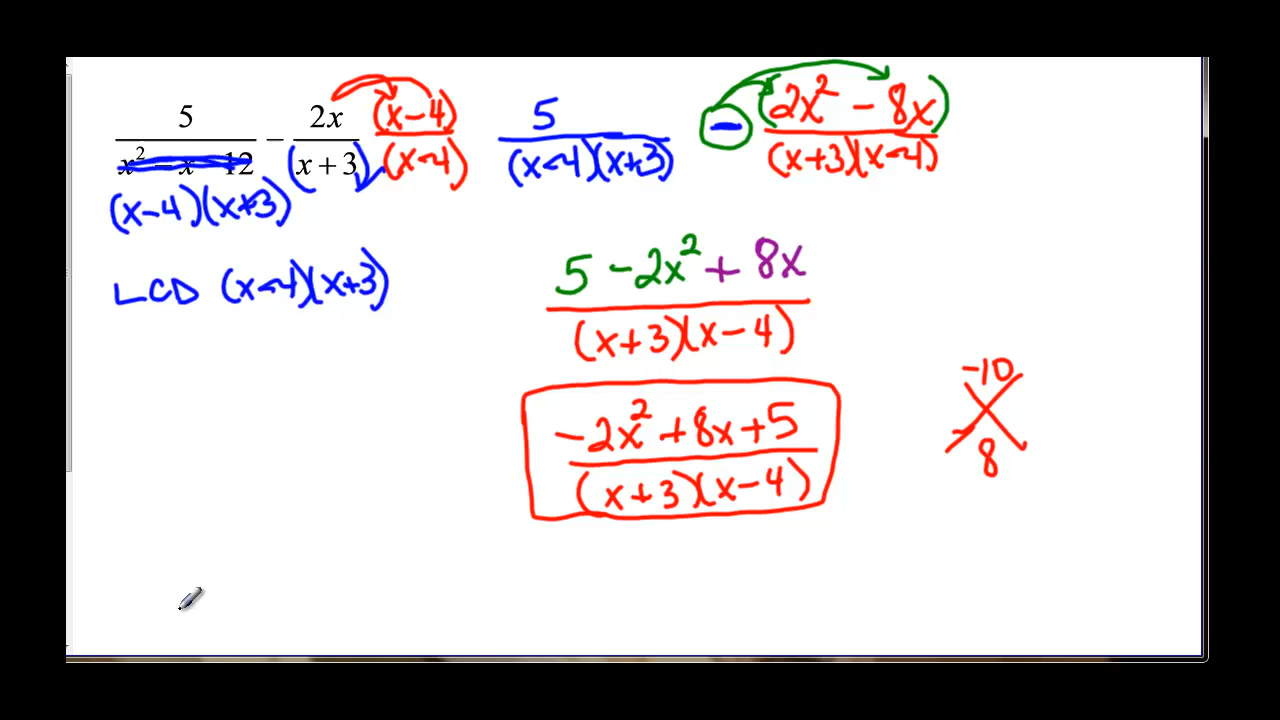 5/(x² - x - 12) - 2x/(x + 3) (x-4)/(x-4)
(x-4)(x+3)
LCD (x-4)(x+3)
5/((x-4)(x+3)) - (2x² - 8x)/((x+3)(x-4))
5 - 2x² + 8x
(x+3)(x-4)
-2x² + 8x + 5
(x+3)(x-4)
-10
8